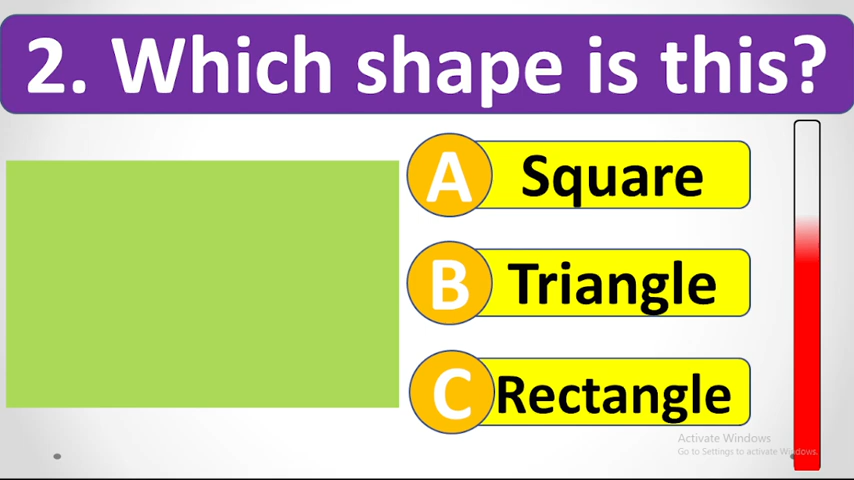 2. Which shape is this?
A Square
B Triangle
C Rectangle
Activate Windows
Go to Settings to activate Windows.